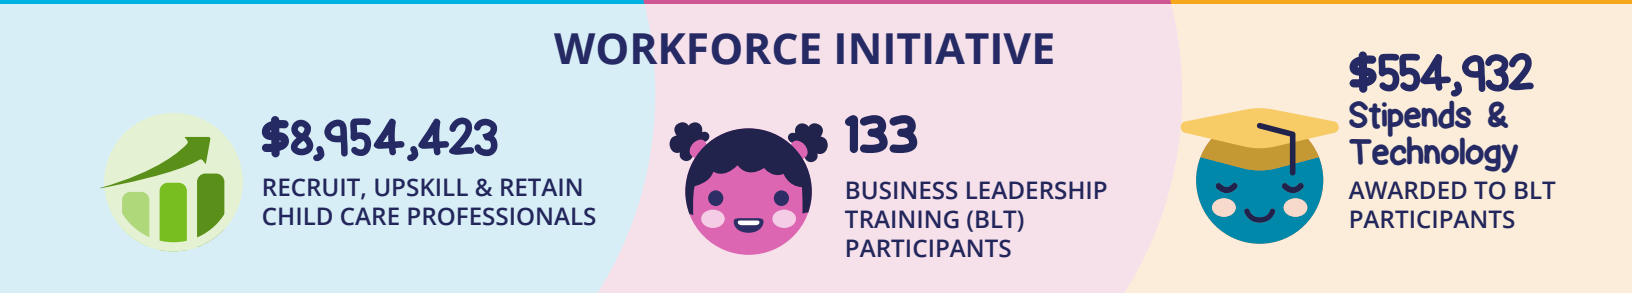 WORKFORCE INITIATIVE
$8,954,423
RECRUIT, UPSKILL & RETAIN
CHILD CARE PROFESSIONALS
133
BUSINESS LEADERSHIP
TRAINING (BLT)
PARTICIPANTS
$554,932
Stipends &
Technology
AWARDED TO BLT
PARTICIPANTS